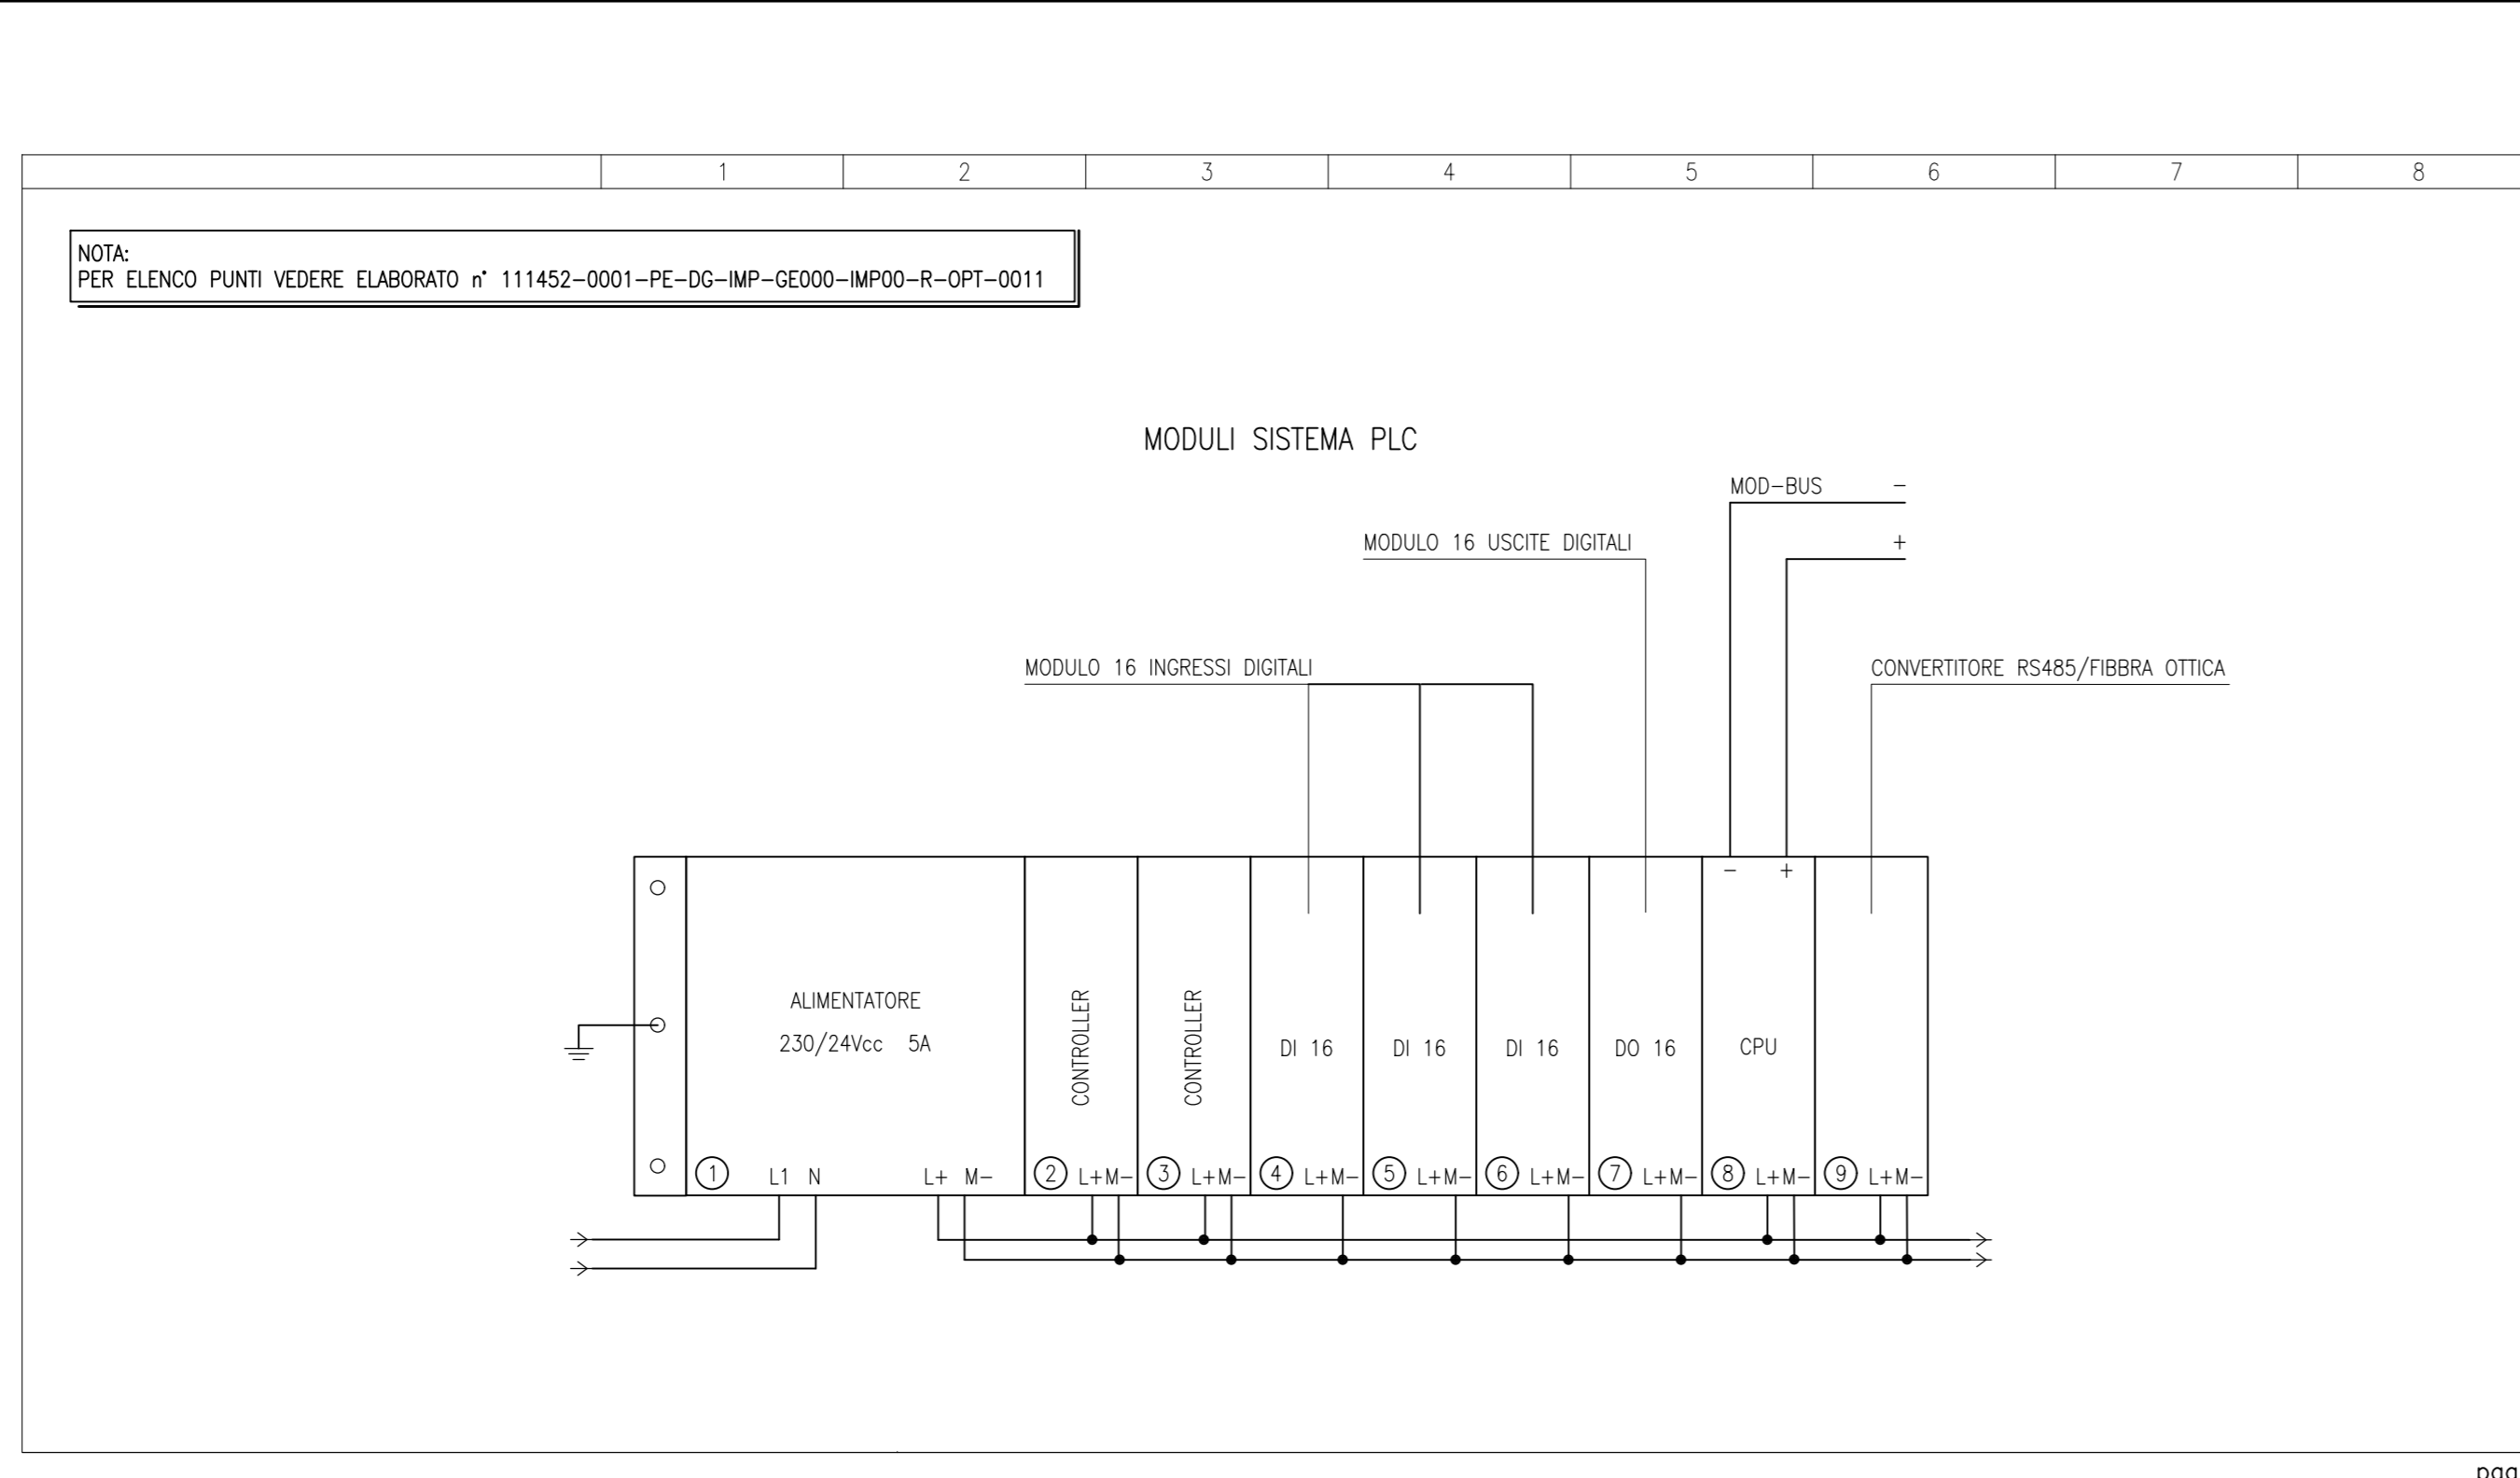 1 2 3 4 5 6 7 8
NOTA:
PER ELENCO PUNTI VEDERE ELABORATO n° 111452-0001-PE-DG-IMP-GE000-IMP00-R-OPT-0011
MODULI SISTEMA PLC
MOD-BUS -
MODULO 16 USCITE DIGITALI +
MODULO 16 INGRESSI DIGITALI CONVERTITORE RS485/FIBBRA OTTICA
- +
ALIMENTATORE
230/24Vcc 5A
CONTROLLER
CONTROLLER
DI 16 DI 16 DI 16 DO 16 CPU
1 L1 N L+ M- 2 L+M- 3 L+M- 4 L+M- 5 L+M- 6 L+M- 7 L+M- 8 L+M- 9 L+M-